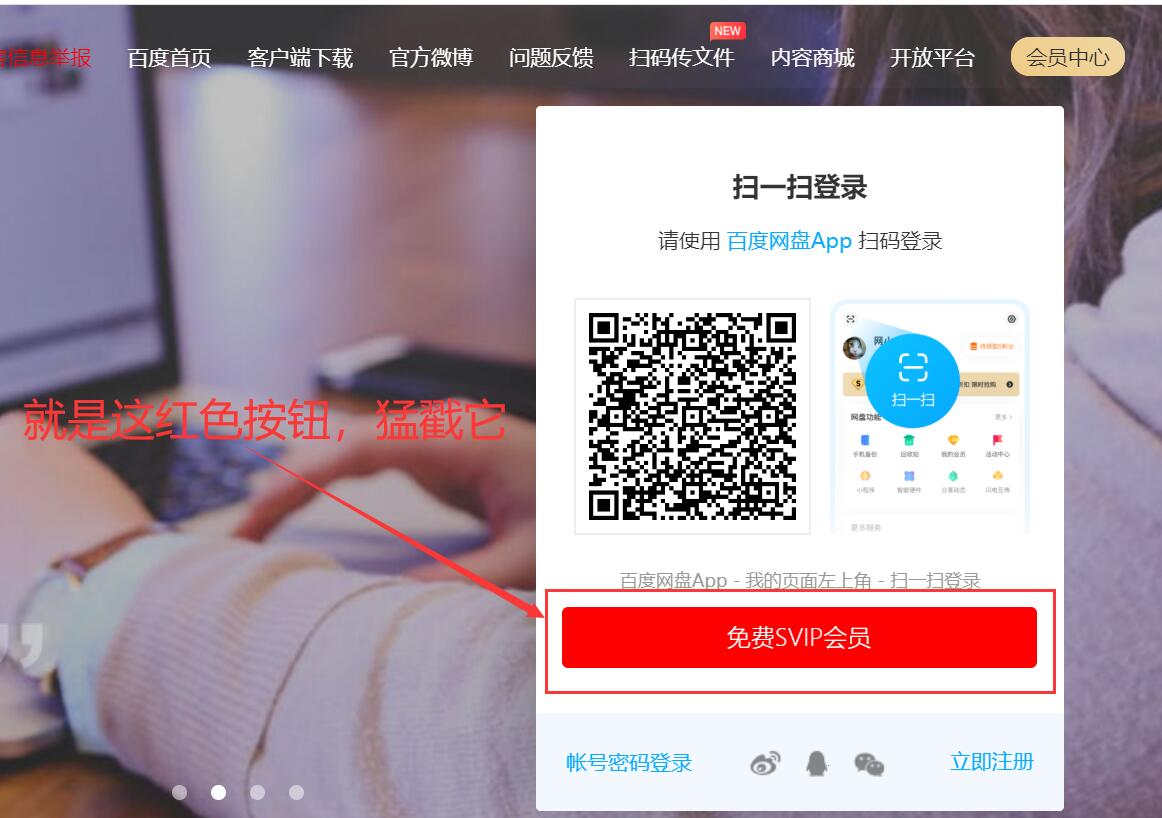 信息举报
百度首页
客户端下载
官方微博
问题反馈
扫码传文件
NEW
内容商城
开放平台
会员中心
扫一扫登录
请使用 百度网盘App 扫码登录
扫一扫
网盘功能
更多
手机备份
回收站
我的会员
活动中心
小程序
智能硬件
分享动态
闪电互传
更多服务
就是这红色按钮，猛戳它
百度网盘App - 我的页面左上角 - 扫一扫登录
免费SVIP会员
帐号密码登录
立即注册